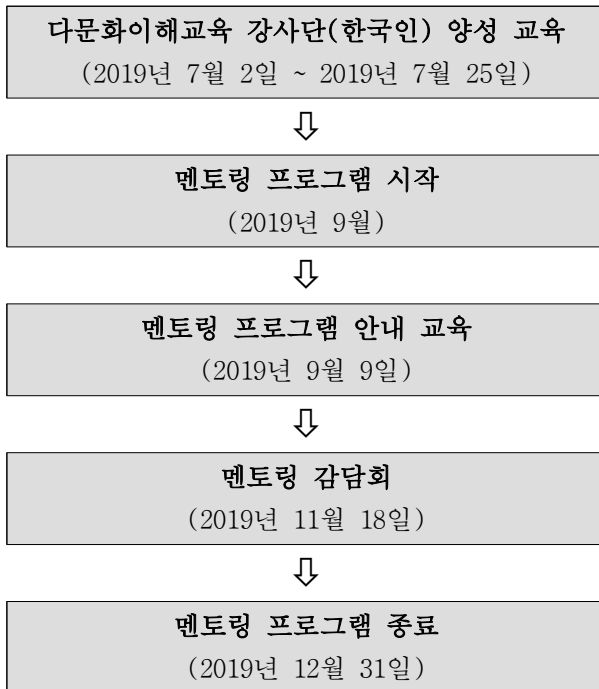 다문화이해교육 강사단(한국인) 양성 교육
(2019년 7월 2일 ~ 2019년 7월 25일)
멘토링 프로그램 시작
(2019년 9월)
멘토링 프로그램 안내 교육
(2019년 9월 9일)
멘토링 감담회
(2019년 11월 18일)
멘토링 프로그램 종료
(2019년 12월 31일)